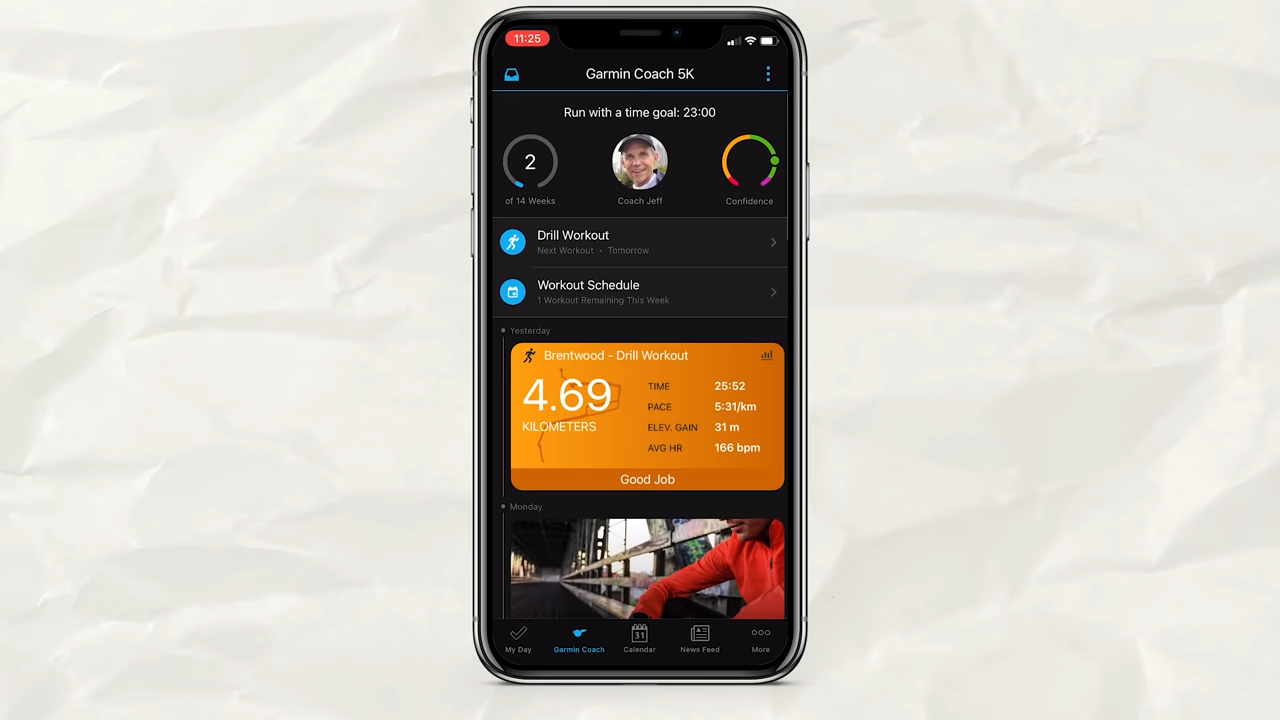 11:25
Garmin Coach 5K
Run with a time goal: 23:00
2
of 14 Weeks
Coach Jeff
Confidence
Drill Workout
Next Workout • Tomorrow
Workout Schedule
1 Workout Remaining This Week
Yesterday
Brentwood - Drill Workout
4.69
KILOMETERS
TIME 25:52
PACE 5:31/km
ELEV. GAIN 31 m
AVG HR 166 bpm
Good Job
Monday
31
My Day Garmin Coach Calendar News Feed More